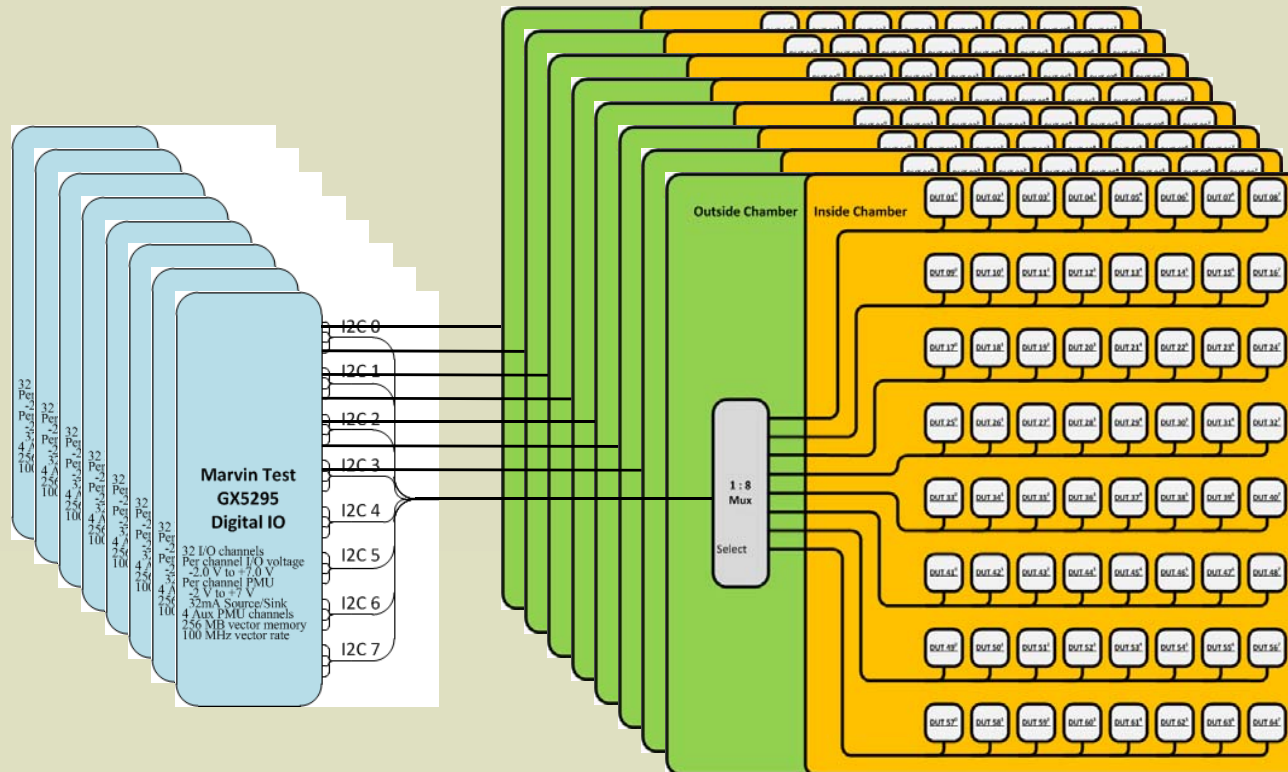 Outside Chamber
Inside Chamber
DUT 01 DUT 02 DUT 03 DUT 04 DUT 05 DUT 06 DUT 07 DUT 08
DUT 09 DUT 10 DUT 11 DUT 12 DUT 13 DUT 14 DUT 15 DUT 16
DUT 17 DUT 18 DUT 19 DUT 20 DUT 21 DUT 22 DUT 23 DUT 24
DUT 25 DUT 26 DUT 27 DUT 28 DUT 29 DUT 30 DUT 31 DUT 32
DUT 33 DUT 34 DUT 35 DUT 36 DUT 37 DUT 38 DUT 39 DUT 40
DUT 41 DUT 42 DUT 43 DUT 44 DUT 45 DUT 46 DUT 47 DUT 48
DUT 49 DUT 50 DUT 51 DUT 52 DUT 53 DUT 54 DUT 55 DUT 56
DUT 57 DUT 58 DUT 59 DUT 60 DUT 61 DUT 62 DUT 63 DUT 64
1 : 8
Mux
Select
I2C 0
I2C 1
I2C 2
I2C 3
I2C 4
I2C 5
I2C 6
I2C 7
Marvin Test
GX5295
Digital IO
32 I/O channels
Per channel I/O voltage
-2.0 V to +7.0 V
Per channel PMU
-2 V to +7 V
32mA Source/Sink
4 Aux PMU channels
256 MB vector memory
100 MHz vector rate